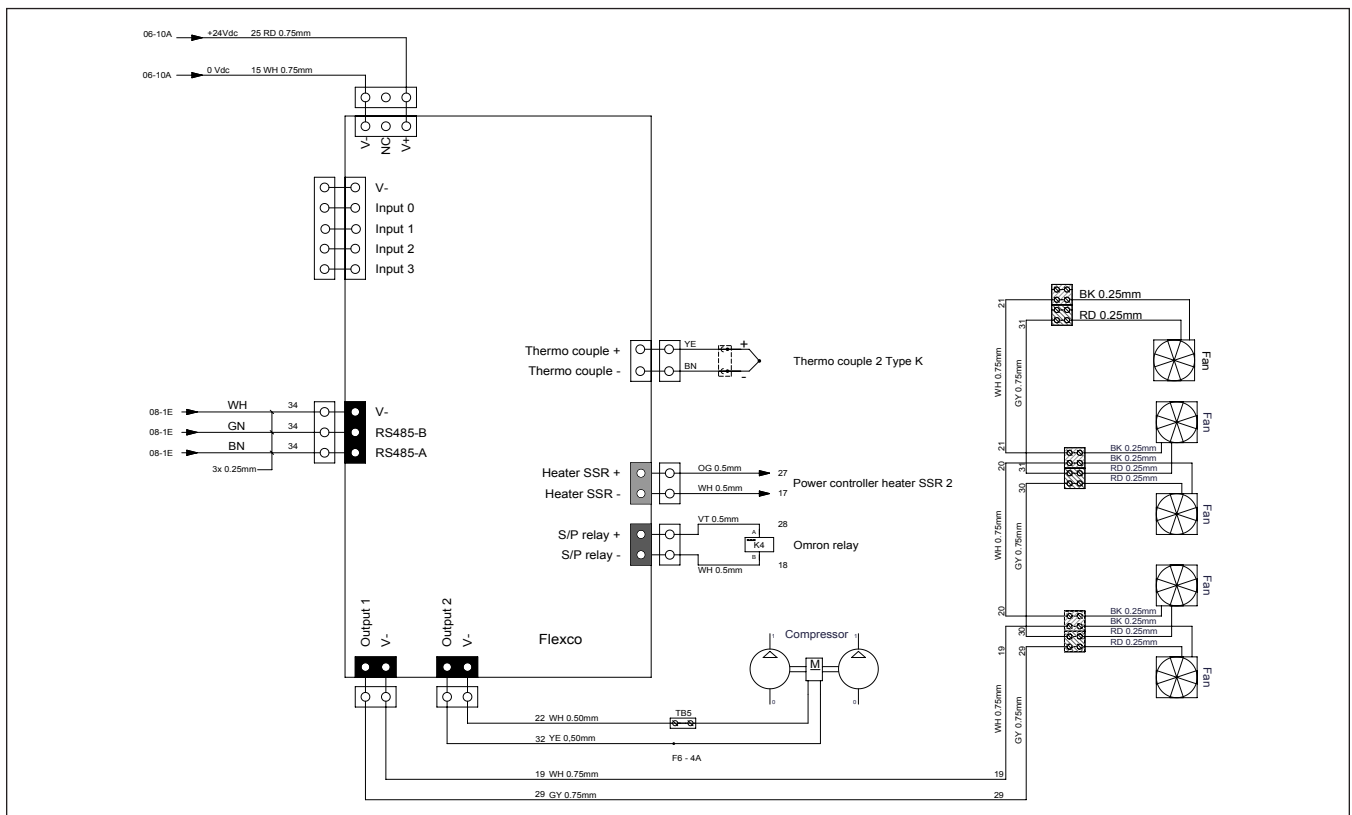 06-10A +24Vdc 25 RD 0.75mm
06-10A 0 Vdc 15 WH 0.75mm
V- NC V+
V-
Input 0
Input 1
Input 2
Input 3
Thermo couple + YE +
Thermo couple - BN -
Thermo couple 2 Type K
08-1E WH 34 V-
08-1E GN 34 RS485-B
08-1E BN 34 RS485-A
3x 0.25mm
Heater SSR + OG 0.5mm 27
Heater SSR - WH 0.5mm 17
Power controller heater SSR 2
S/P relay + VT 0.5mm 28
A
K4
B
Omron relay
S/P relay - WH 0.5mm 18
Output 1
V-
Output 2
V-
Flexco
Compressor
1 1
M
0 0
22 WH 0.50mm TB5
32 YE 0,50mm
F6 - 4A
19 WH 0.75mm 19
29 GY 0.75mm 29
21 BK 0.25mm
31 RD 0.25mm
Fan
WH 0.75mm
GY 0.75mm
Fan
21 BK 0.25mm
20 BK 0.25mm
31 RD 0.25mm
30 RD 0.25mm
Fan
WH 0.75mm
GY 0.75mm
Fan
20 BK 0.25mm
19 BK 0.25mm
30 RD 0.25mm
29 RD 0.25mm
Fan
WH 0.75mm
GY 0.75mm